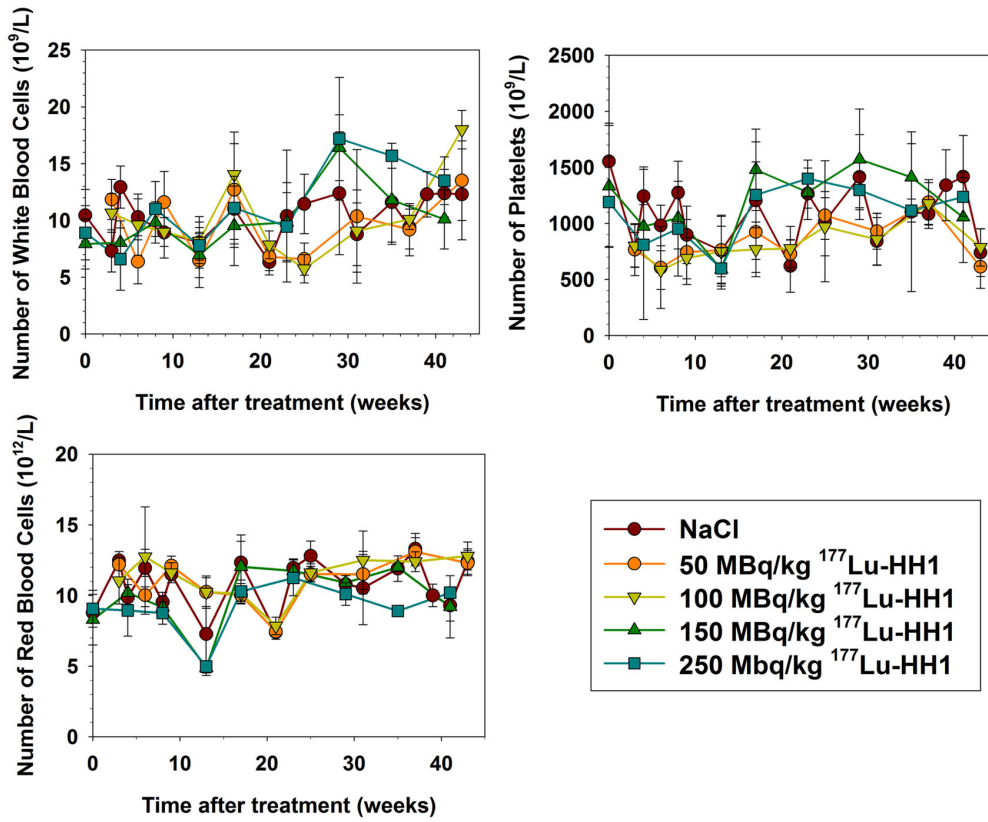 Number of White Blood Cells (10⁹/L)
25
20
15
10
5
0
0 10 20 30 40
Time after treatment (weeks)
Number of Platelets (10⁹/L)
2500
2000
1500
1000
500
0
0 10 20 30 40
Time after treatment (weeks)
Number of Red Blood Cells (10¹²/L)
20
15
10
5
0
0 10 20 30 40
Time after treatment (weeks)
NaCl
50 MBq/kg ¹⁷⁷Lu-HH1
100 MBq/kg ¹⁷⁷Lu-HH1
150 MBq/kg ¹⁷⁷Lu-HH1
250 Mbq/kg ¹⁷⁷Lu-HH1